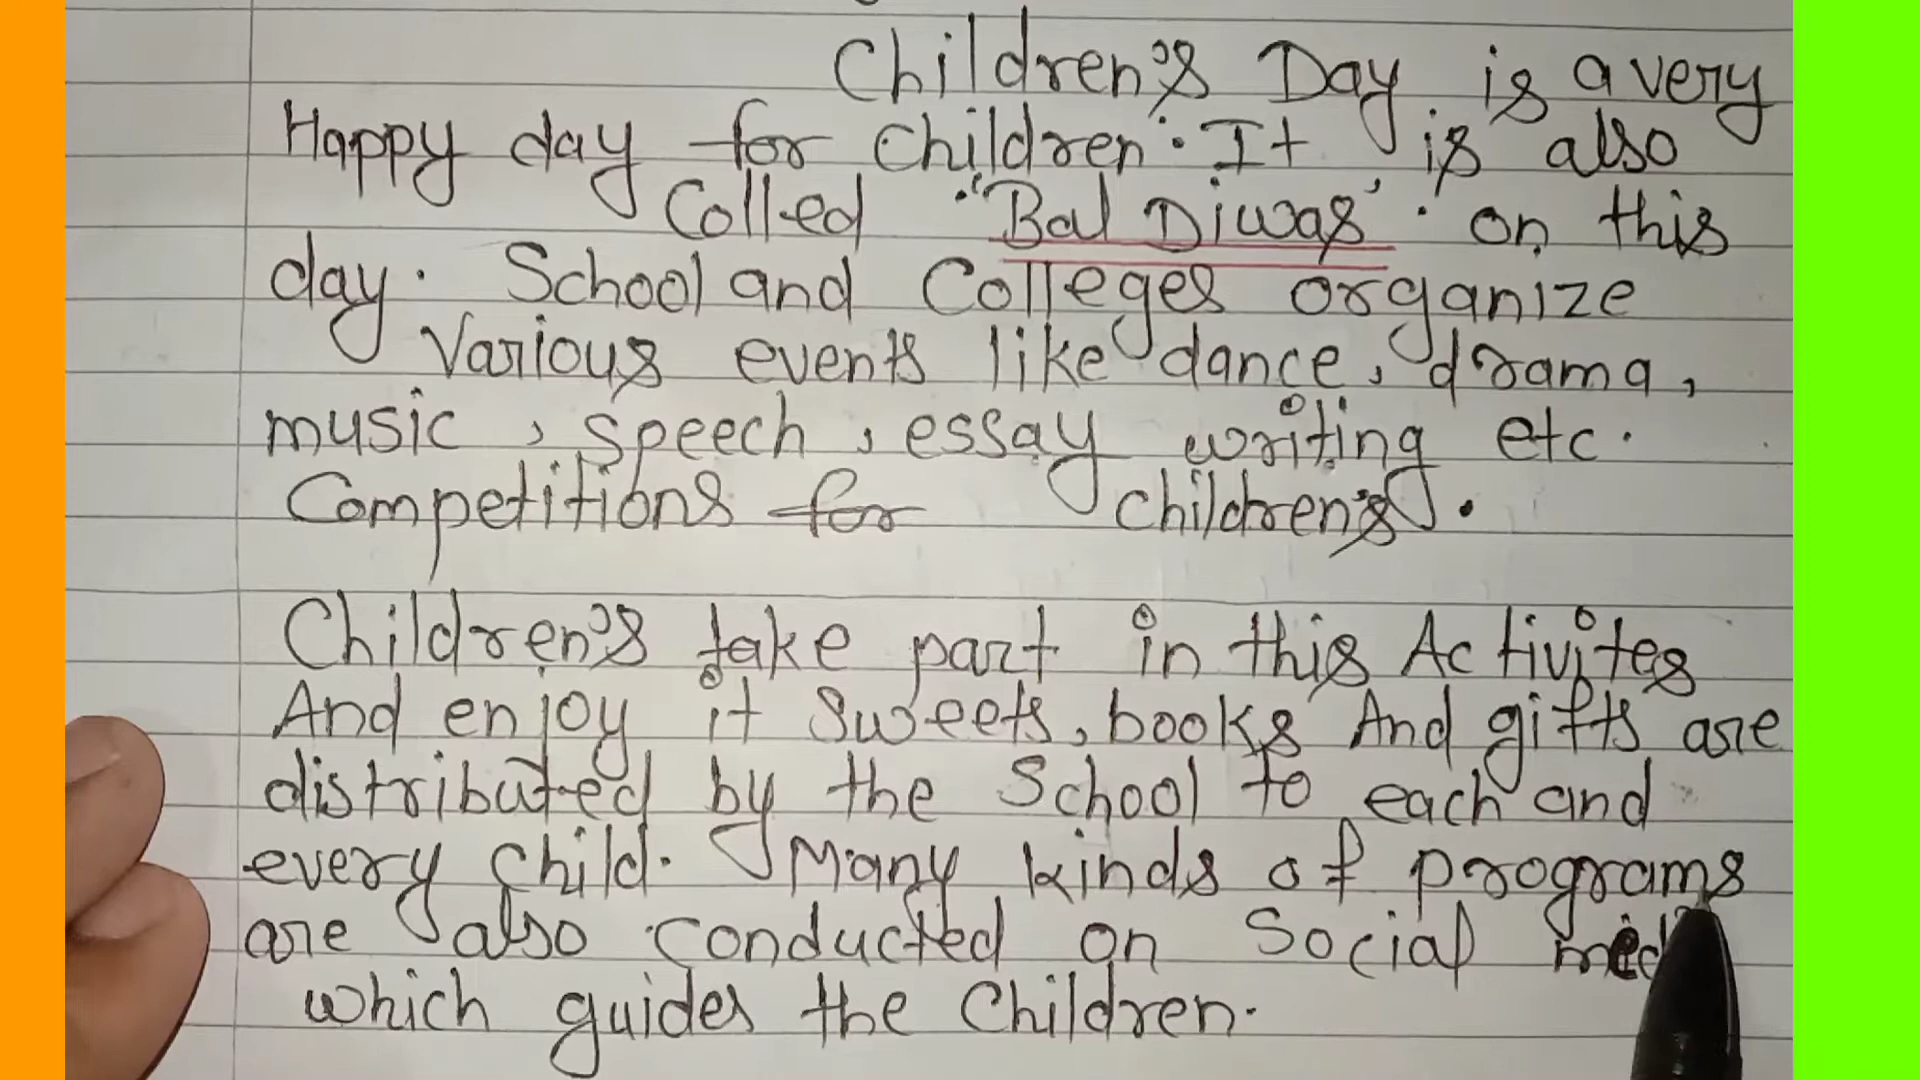 Children's Day is a very
Happy day for Children. It is also
Called "Bal Diwas". on this
day. School and Colleges organize
Various events like dance, drama,
music, speech, essay writing etc.
Competitions for children's.
Children's take part in this Activites
And enjoy it Sweets, books And gifts are
distributed by the School to each and
every child. Many kinds of programs
are also conducted on Social
which guides the Children.